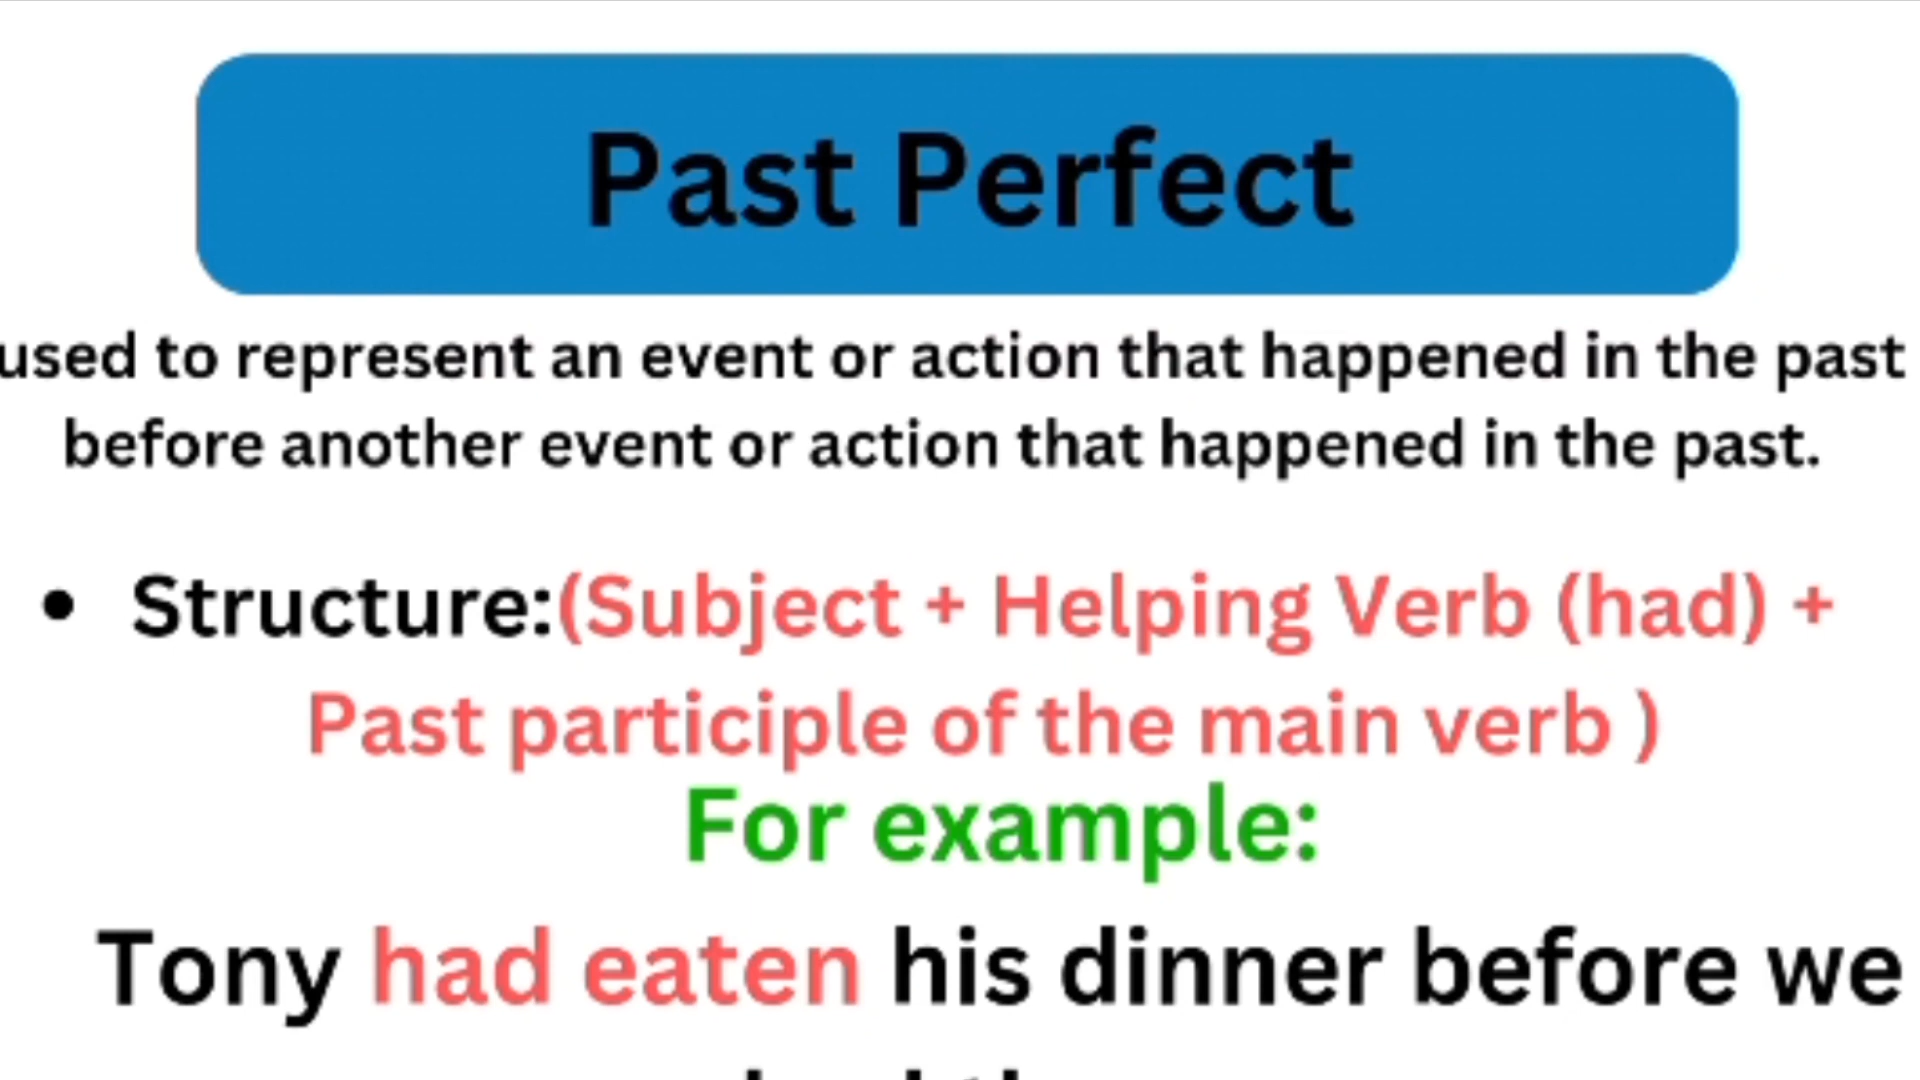 Past Perfect
used to represent an event or action that happened in the past
before another event or action that happened in the past.
• Structure:(Subject + Helping Verb (had) +
Past participle of the main verb )
For example:
Tony had eaten his dinner before we